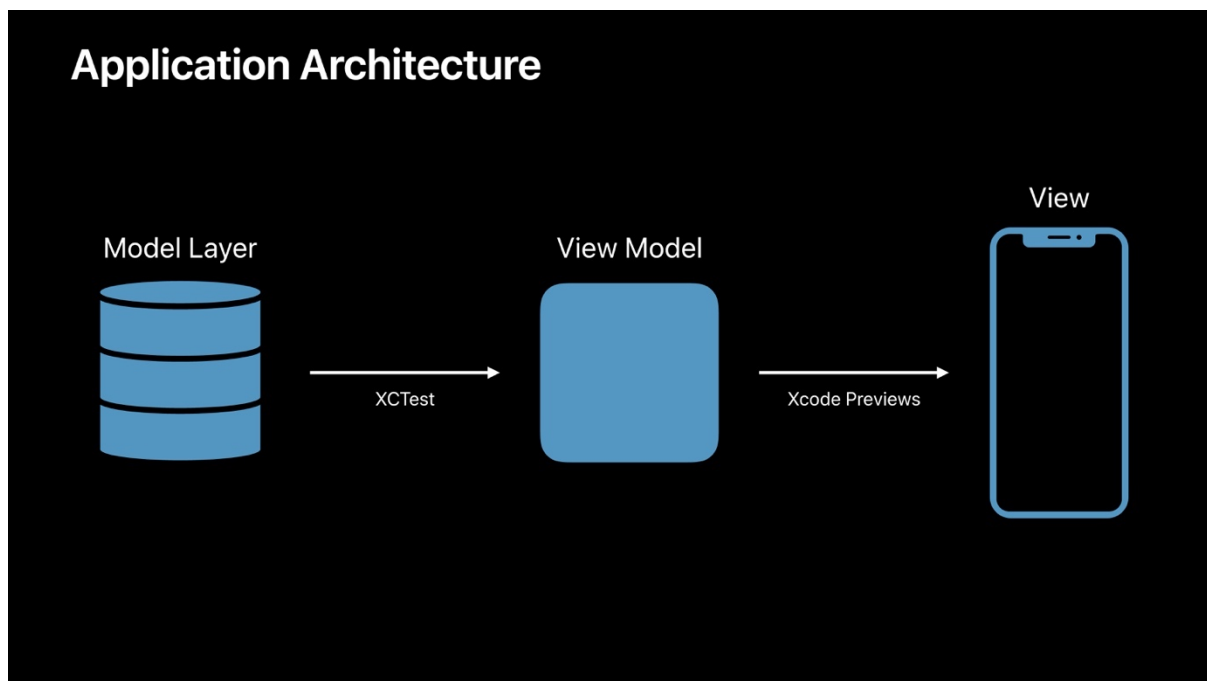 Application Architecture
Model Layer
XCTest
View Model
Xcode Previews
View